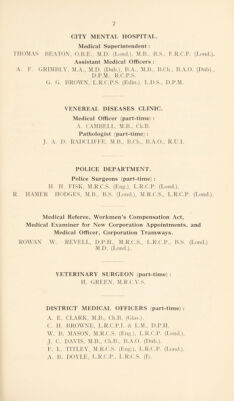 7
CITY MENTAL HOSPITAL.
Medical Superintendent :
THOMAS BEATON, O.B.E., M.D. (Lond.), M.B., B.S., F.R.C.P. (Lond.).
Assistant Medical Officers :
A. F. GRIMBLY, M.A., M.D. (Dub.), B.A., M.B., B.Ch., B.A.O. (Dub)., D.P.M., R.C.P.S.
G. G. BROWN, L.R.C.P.S. (Edin.), L.D.S., D.P.M.
VENEREAL DISEASES CLINIC.
Medical Officer (part-time) :
A. CAMBELL, M.B., Ch.B.
Pathologist (part-time) :
J. A. D. RADCLIFFE, M.B., B.Ch., B.A.O., R.U.I.
POLICE DEPARTMENT.
Police Surgeons (part-time) :
H. H. FISK, M.R.C.S. (Eng.), L.R.C.P. (Lond.).
R. HAMER HODGES, M.B., B.S. (Lond.), M.R.C.S., L.R.C.P. (Lond.).
Medical Referee, Workmen's Compensation Act,
Medical Examiner for New Corporation Appointments, and
Medical Officer, Corporation Tramways.
ROWAN W. REVELL, D.P.H., M.R.C.S., L.R.C.P., B.S. (Lond.)
M.D. (Lond.).
VETERINARY SURGEON (part-time) :
H. GREEN, M.R.C.V.S.
DISTRICT MEDICAL OFFICERS (part-time) :
A. E. CLARK, M.B., Ch.B. (Glas.).
C. H. BROWNE, L.R.C.P.I. & L.M., D.P.H.
W. B. MASON, M.R.C.S. (Eng.), L.R.C.P. (Lond.).
J. C. DAVIS, M.B., Ch.B., B.A.O. (Dub.).
F. L. TITLEY, M.R.C.S. (Eng.), L.R.C.P. (Lond.).
A. B. DOYLE, L.R.C.P., L.R.C.S. (I).